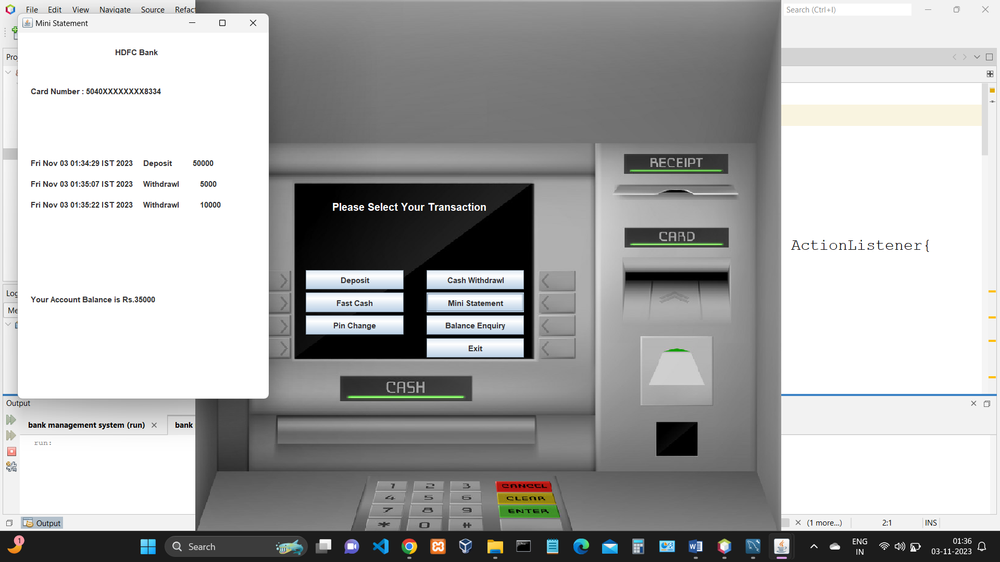 File Edit View Navigate Source Refact
Search (Ctrl+I)
Mini Statement
HDFC Bank
Card Number : 5040XXXXXXXX8334
Fri Nov 03 01:34:29 IST 2023 Deposit 50000
Fri Nov 03 01:35:07 IST 2023 Withdrawl 5000
Fri Nov 03 01:35:22 IST 2023 Withdrawl 10000
Your Account Balance is Rs.35000
Please Select Your Transaction
Deposit Cash Withdrawl
Fast Cash Mini Statement
Pin Change Balance Enquiry
Exit
RECEIPT
CARD
CASH
1 2 3 CANCEL
4 5 6 CLEAR
7 8 9 ENTER
* 0 #
ActionListener{
Output
bank management system (run) bank
run:
Output
(1 more...) 2:1 INS
1
Search
ENG
IN
01:36
03-11-2023